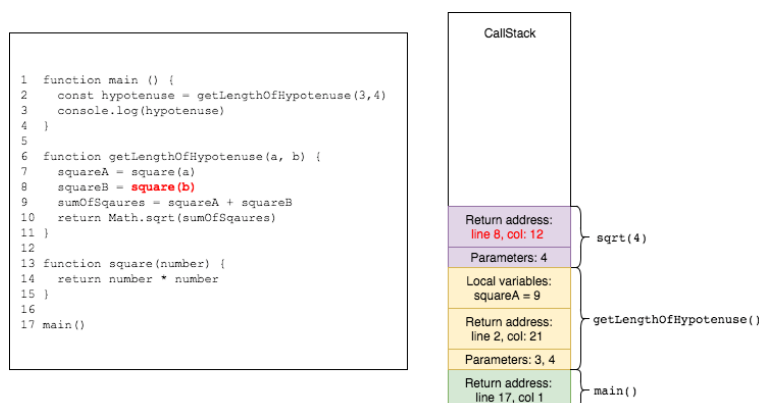 1 function main () {
2 const hypotenuse = getLengthOfHypotenuse(3,4)
3 console.log(hypotenuse)
4 }
5
6 function getLengthOfHypotenuse(a, b) {
7 squareA = square(a)
8 squareB = square(b)
9 sumOfSqaures = squareA + squareB
10 return Math.sqrt(sumOfSqaures)
11 }
12
13 function square(number) {
14 return number * number
15 }
16
17 main()
CallStack
Return address:
line 8, col: 12
Parameters: 4
sqrt(4)
Local variables:
squareA = 9
Return address:
line 2, col: 21
Parameters: 3, 4
getLengthOfHypotenuse()
Return address:
line 17, col 1
main()